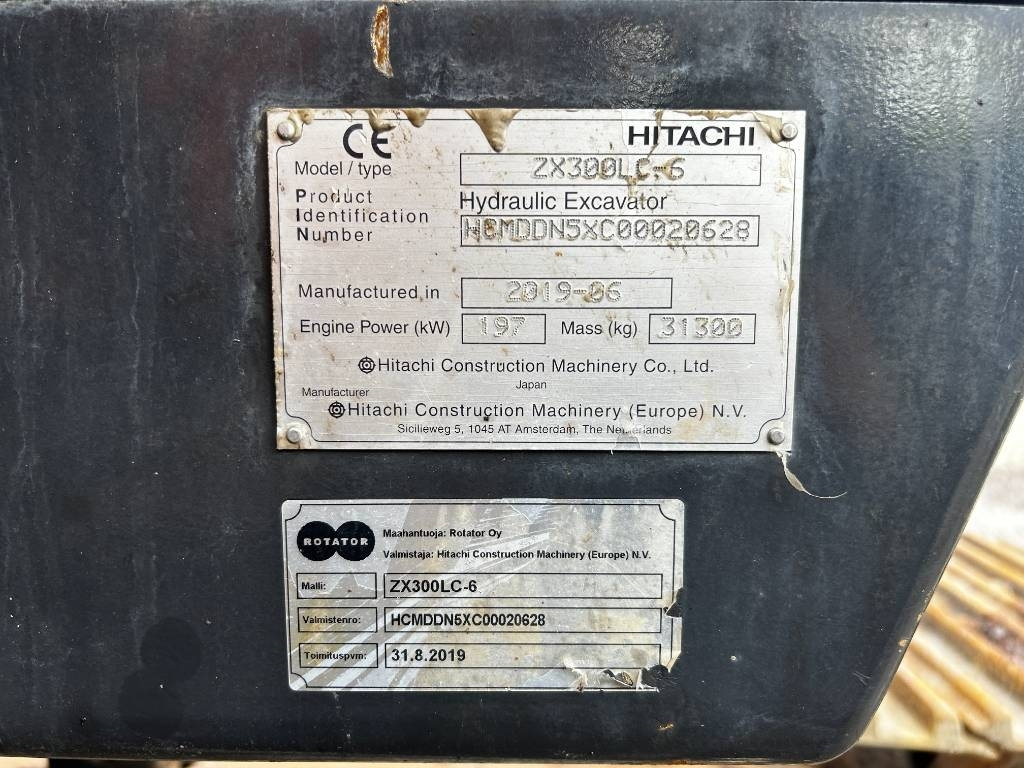 CE HITACHI
Model / type ZX300LC-6
Product Hydraulic Excavator
Identification
Number HCMDDN5XC00020628
Manufactured in 2019-06
Engine Power (kW) 197 Mass (kg) 31300
Hitachi Construction Machinery Co., Ltd.
Japan
Manufacturer
Hitachi Construction Machinery (Europe) N.V.
Sicilieweg 5, 1045 AT Amsterdam, The Netherlands
ROTATOR Maahantuoja: Rotator Oy
Valmistaja: Hitachi Construction Machinery (Europe) N.V.
Malli: ZX300LC-6
Valmistenro: HCMDDN5XC00020628
Toimituspvm: 31.8.2019